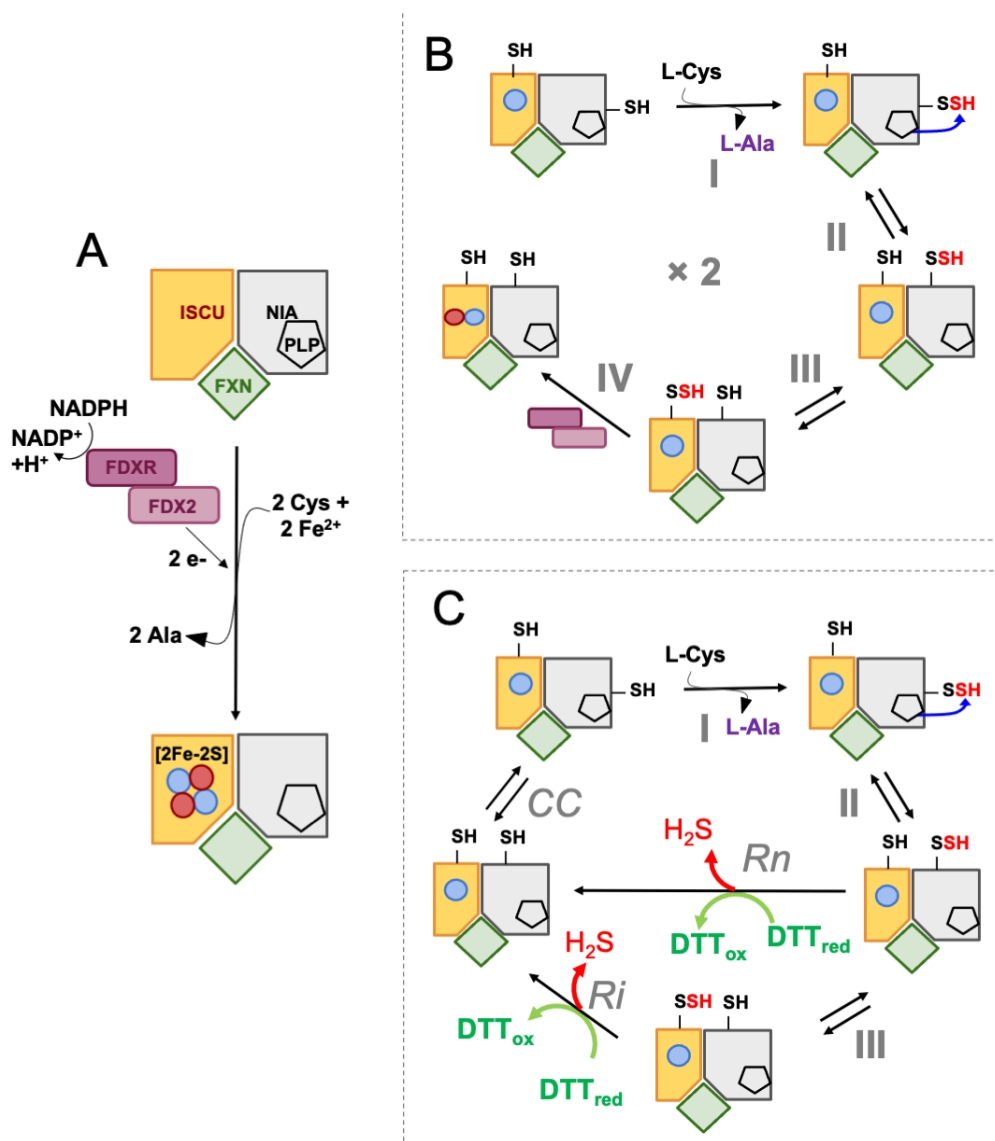 A
ISCU
NIA
PLP
FXN
NADPH
NADP⁺
+H⁺
FDXR
FDX2
2 Cys +
2 Fe²⁺
2 e-
2 Ala
[2Fe-2S]
B
SH
SH
L-Cys
L-Ala
I
SH
SSH
II
SH
SSH
III
SSH SH
IV
SH
SH
× 2
C
SH
SH
L-Cys
L-Ala
I
SH
SSH
II
SH
SSH
III
SSH SH
H₂S
Rn
DTTox
DTTred
H₂S
Ri
DTTox
DTTred
SH SH
CC